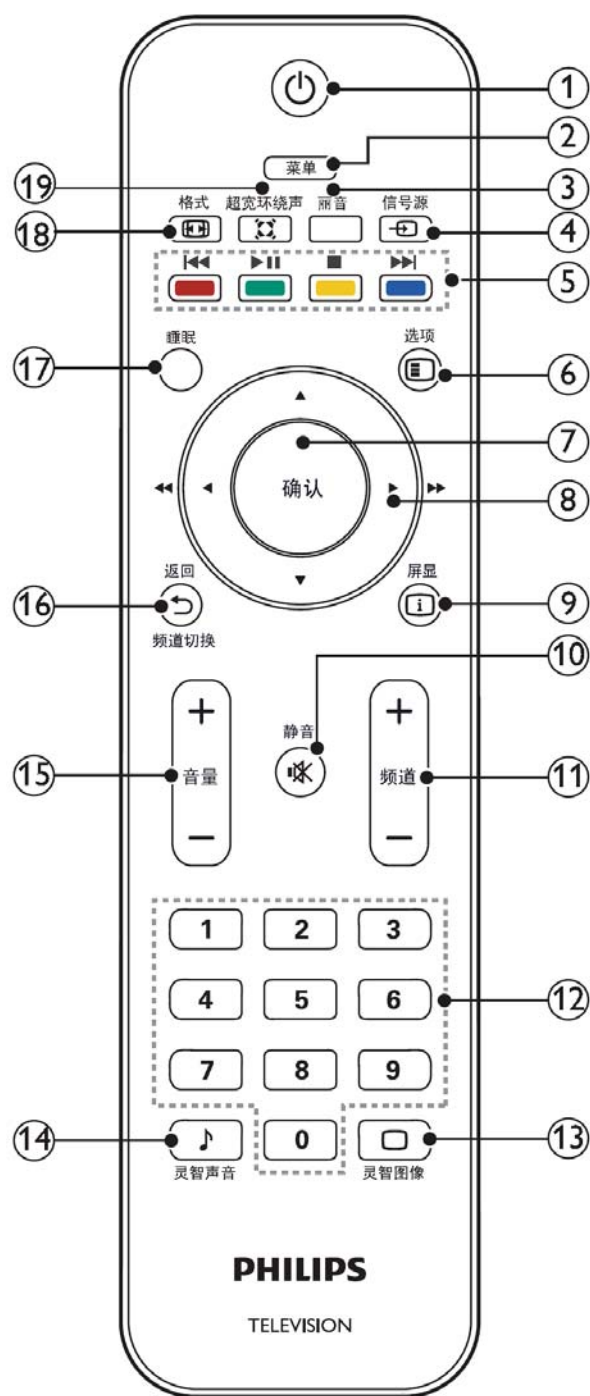 ①
②
菜单
⑲
③
格式 超宽环绕声 丽音 信号源
⑱
④
⑤
睡眠 选项
⑰
⑥
⑦
确认
⑧
返回 屏显
⑯
⑨
频道切换
⑩
+ 静音 +
⑮ 音量 频道 ⑪
− −
1 2 3
4 5 6 ⑫
7 8 9
⑭ 0 ⑬
灵智声音 灵智图像
PHILIPS
TELEVISION